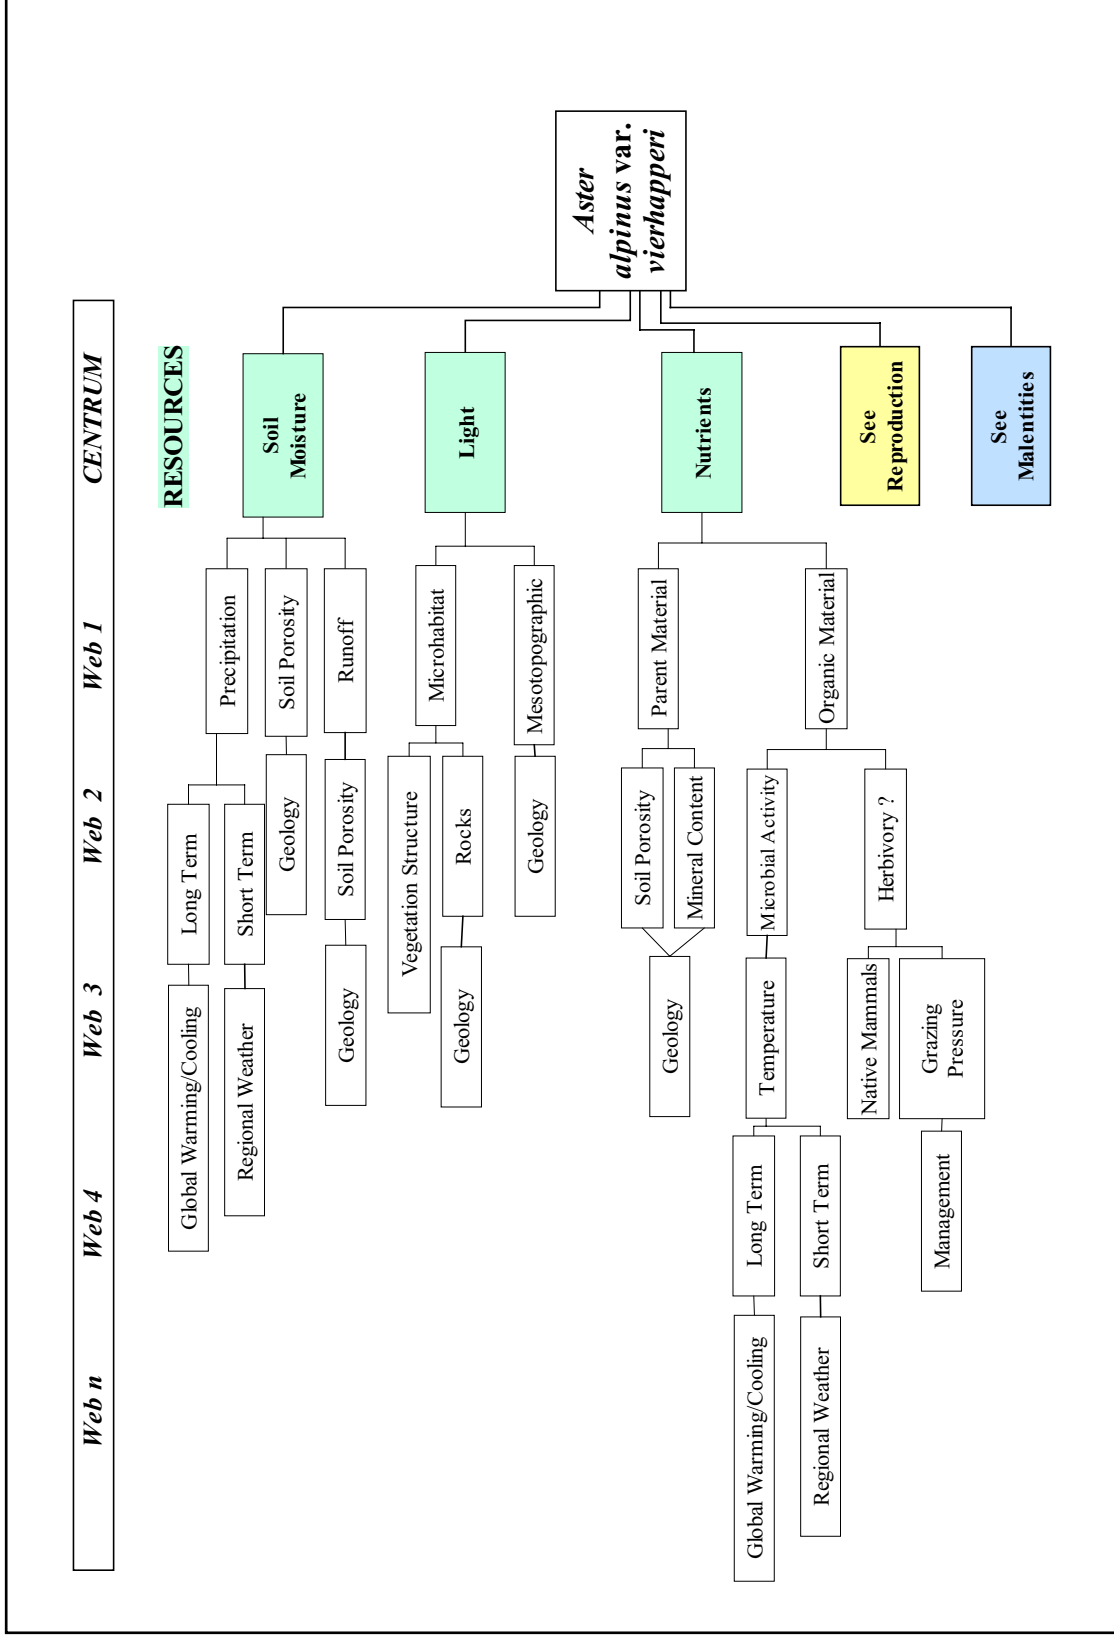 Web n
Web 4
Web 3
Web 2
Web 1
CENTRUM
RESOURCES
Global Warming/Cooling
Long Term
Precipitation
Soil
Moisture
Regional Weather
Short Term
Geology
Soil Porosity
Geology
Soil Porosity
Runoff
Vegetation Structure
Microhabitat
Light
Geology
Rocks
Geology
Mesotopographic
Aster
alpinus var.
vierhapperi
Geology
Soil Porosity
Parent Material
Nutrients
Mineral Content
Global Warming/Cooling
Long Term
Temperature
Microbial Activity
Organic Material
Regional Weather
Short Term
Native Mammals
Herbivory ?
Management
Grazing
Pressure
See
Reproduction
See
Malentities